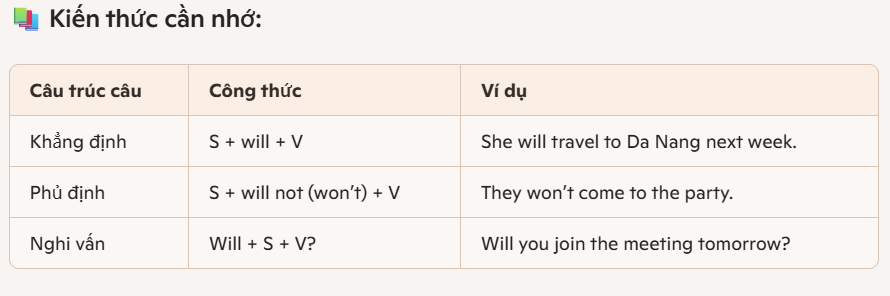 Kiến thức cần nhớ:
Câu trúc câu Công thức Ví dụ
Khẳng định S + will + V She will travel to Da Nang next week.
Phủ định S + will not (won’t) + V They won’t come to the party.
Nghi vấn Will + S + V? Will you join the meeting tomorrow?